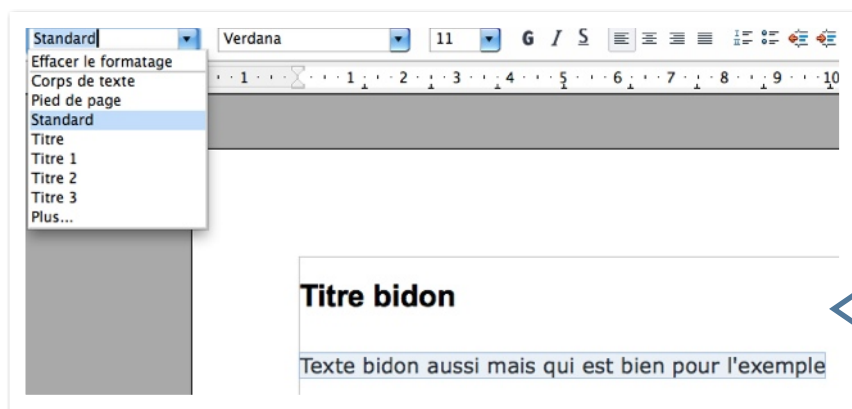 Standard Verdana 11 G I S
Effacer le formatage
Corps de texte
Pied de page
Standard
Titre
Titre 1
Titre 2
Titre 3
Plus...
1 1 2 3 4 5 6 7 8 9 10
Titre bidon
Texte bidon aussi mais qui est bien pour l'exemple